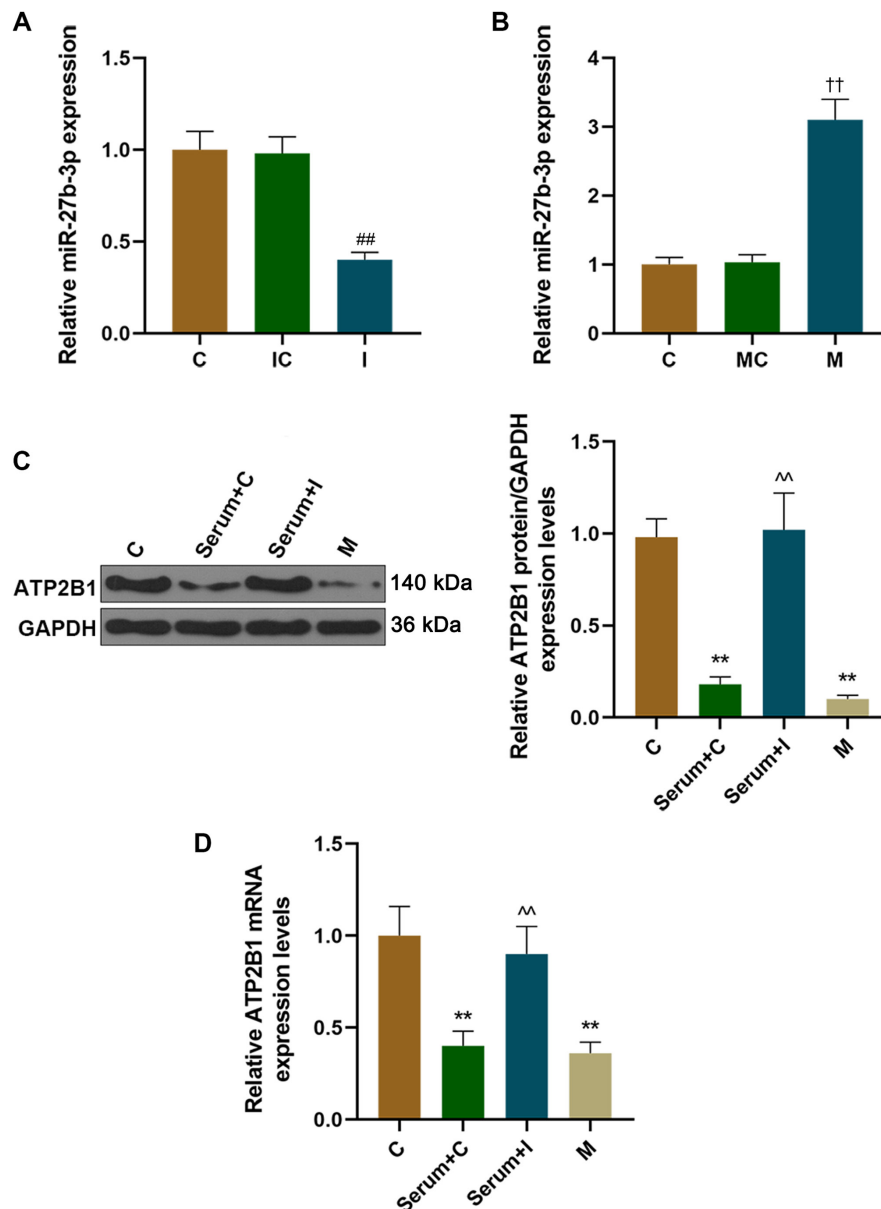 A
Relative miR-27b-3p expression
1.5
1.0
0.5
0.0
##
C IC I
B
Relative miR-27b-3p expression
4
3
2
1
0
††
C MC M
C
C Serum+C Serum+I M
ATP2B1 140 kDa
GAPDH 36 kDa
Relative ATP2B1 protein/GAPDH
expression levels
1.5
1.0
0.5
0.0
** ^^ **
C Serum+C Serum+I M
D
Relative ATP2B1 mRNA
expression levels
1.5
1.0
0.5
0.0
** ^^ **
C Serum+C Serum+I M